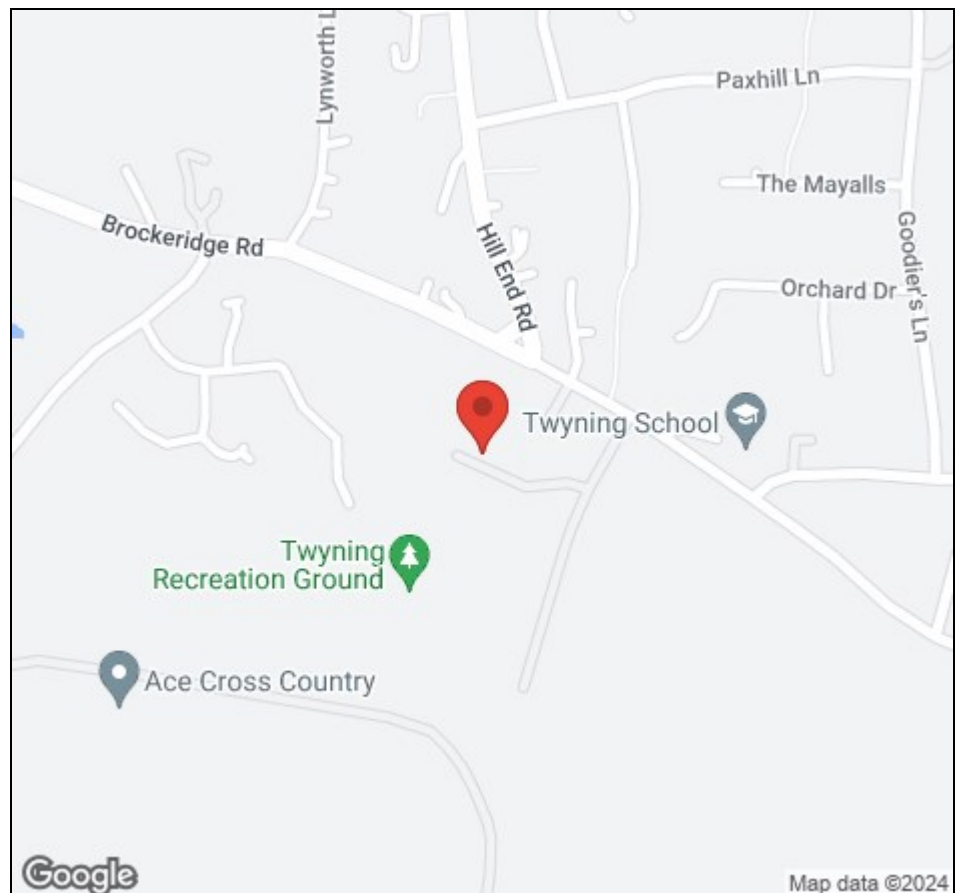 Lynworth L
Paxhill Ln
The Mayalls
Brockeridge Rd
Hill End Rd
Goodier's Ln
Orchard Dr
Twyning School
Twyning
Recreation Ground
Ace Cross Country
Google
Map data ©2024